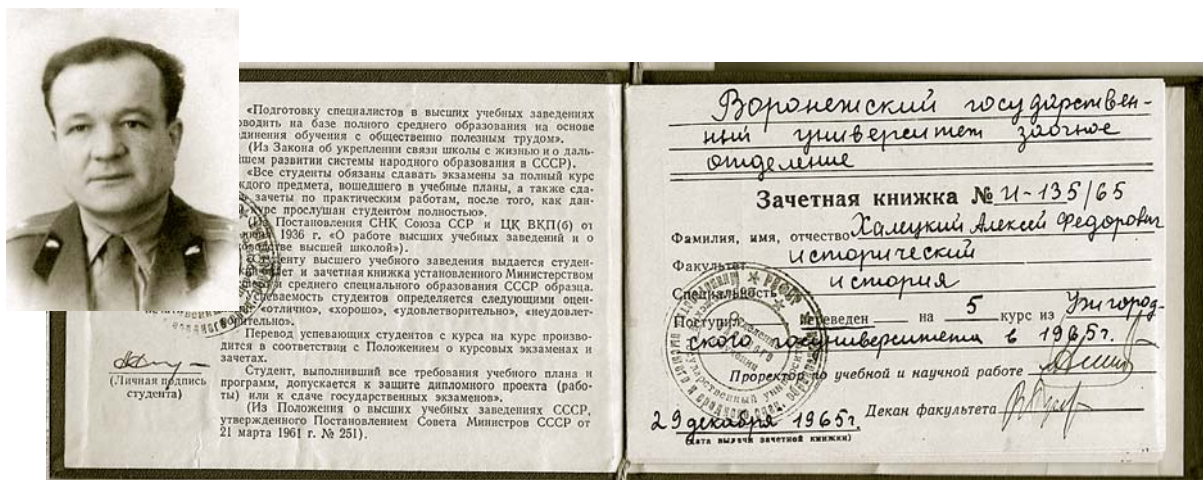 «Подготовку специалистов в высших учебных заведениях
оводить на базе полного среднего образования на основе
единения обучения с общественно полезным трудом».
(Из Закона об укреплении связи школы с жизнью и о даль-
йшем развитии системы народного образования в СССР).
«Все студенты обязаны сдавать экзамены за полный курс
ждого предмета, вошедшего в учебные планы, а также сда-
зачеты по практическим работам, после того, как дан-
курс прослушан студентом полностью».
Постановления СНК Союза ССР и ЦК ВКП(б) от
1936 г. «О работе высших учебных заведений и о
оводстве высшей школой»).
«Студенту высшего учебного заведения выдается студен-
билет и зачетная книжка установленного Министерством
и среднего специального образования СССР образца.
Успеваемость студентов определяется следующими оцен-
«отлично», «хорошо», «удовлетворительно», «неудовлет-
ворительно».
Перевод успевающих студентов с курса на курс произво-
дится в соответствии с Положением о курсовых экзаменах и
зачетах.
Студент, выполнивший все требования учебного плана и
программ, допускается к защите дипломного проекта (рабо-
ты) или к сдаче государственных экзаменов».
(Из Положения о высших учебных заведениях СССР,
утвержденного Постановлением Совета Министров СССР от
21 марта 1961 г. № 251).
(Личная подпись
студента)
Воронежский государствен-
ный университет заочное
отделение
Зачетная книжка № И-135/65
Фамилия, имя, отчество Халецкий Алексей Федорович
Факультет исторический
Специальность история
Поступил переведен на 5 курс из Ужгород-
ского госуниверситета в 1965г.
Проректор по учебной и научной работе
Декан факультета
29 декабря 1965г.
(дата выдачи зачетной книжки)